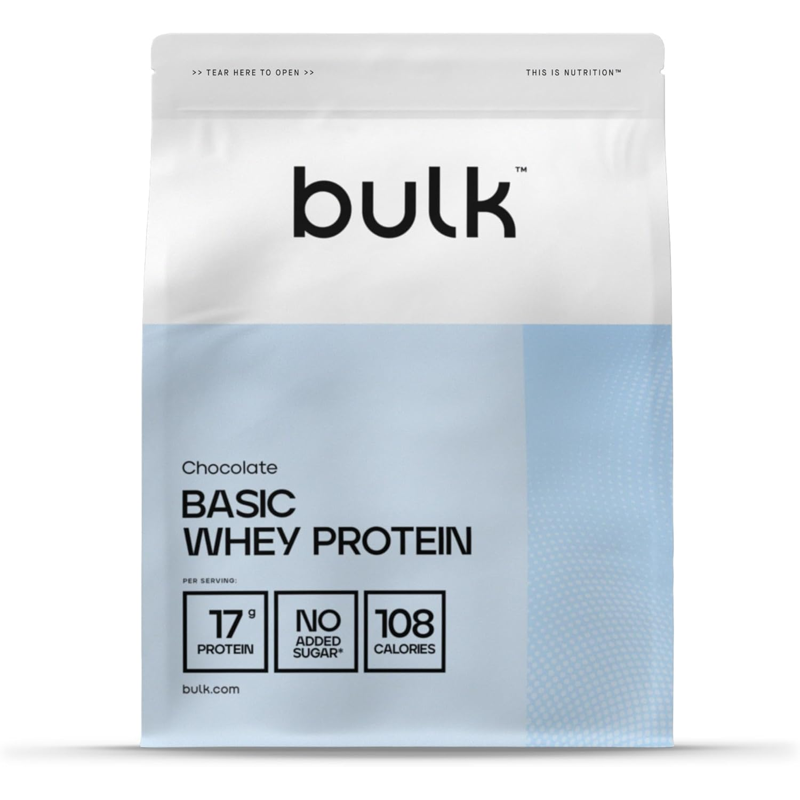 >> TEAR HERE TO OPEN >>
THIS IS NUTRITION™
bulk™
Chocolate
BASIC
WHEY PROTEIN
PER SERVING:
17g
PROTEIN
NO
ADDED
SUGAR*
108
CALORIES
bulk.com